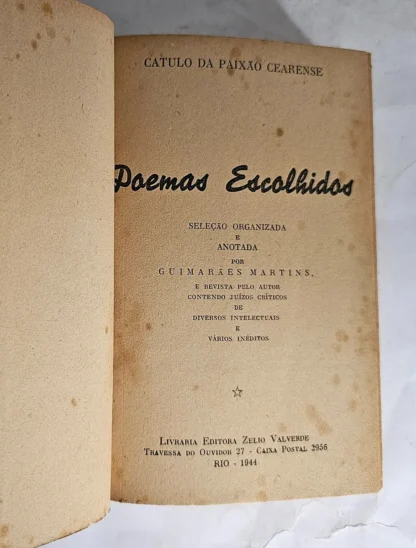 CATULO DA PAIXÃO CEARENSE
Poemas Escolhidos
SELEÇÃO ORGANIZADA
E
ANOTADA
POR
GUIMARÃES MARTINS,
E REVISTA PELO AUTOR
CONTENDO JUÍZOS CRÍTICOS
DE
DIVERSOS INTELECTUAIS
E
VÁRIOS INÉDITOS
LIVRARIA EDITORA ZELIO VALVERDE
TRAVESSA DO OUVIDOR 27 - CAIXA POSTAL 2956
RIO - 1944